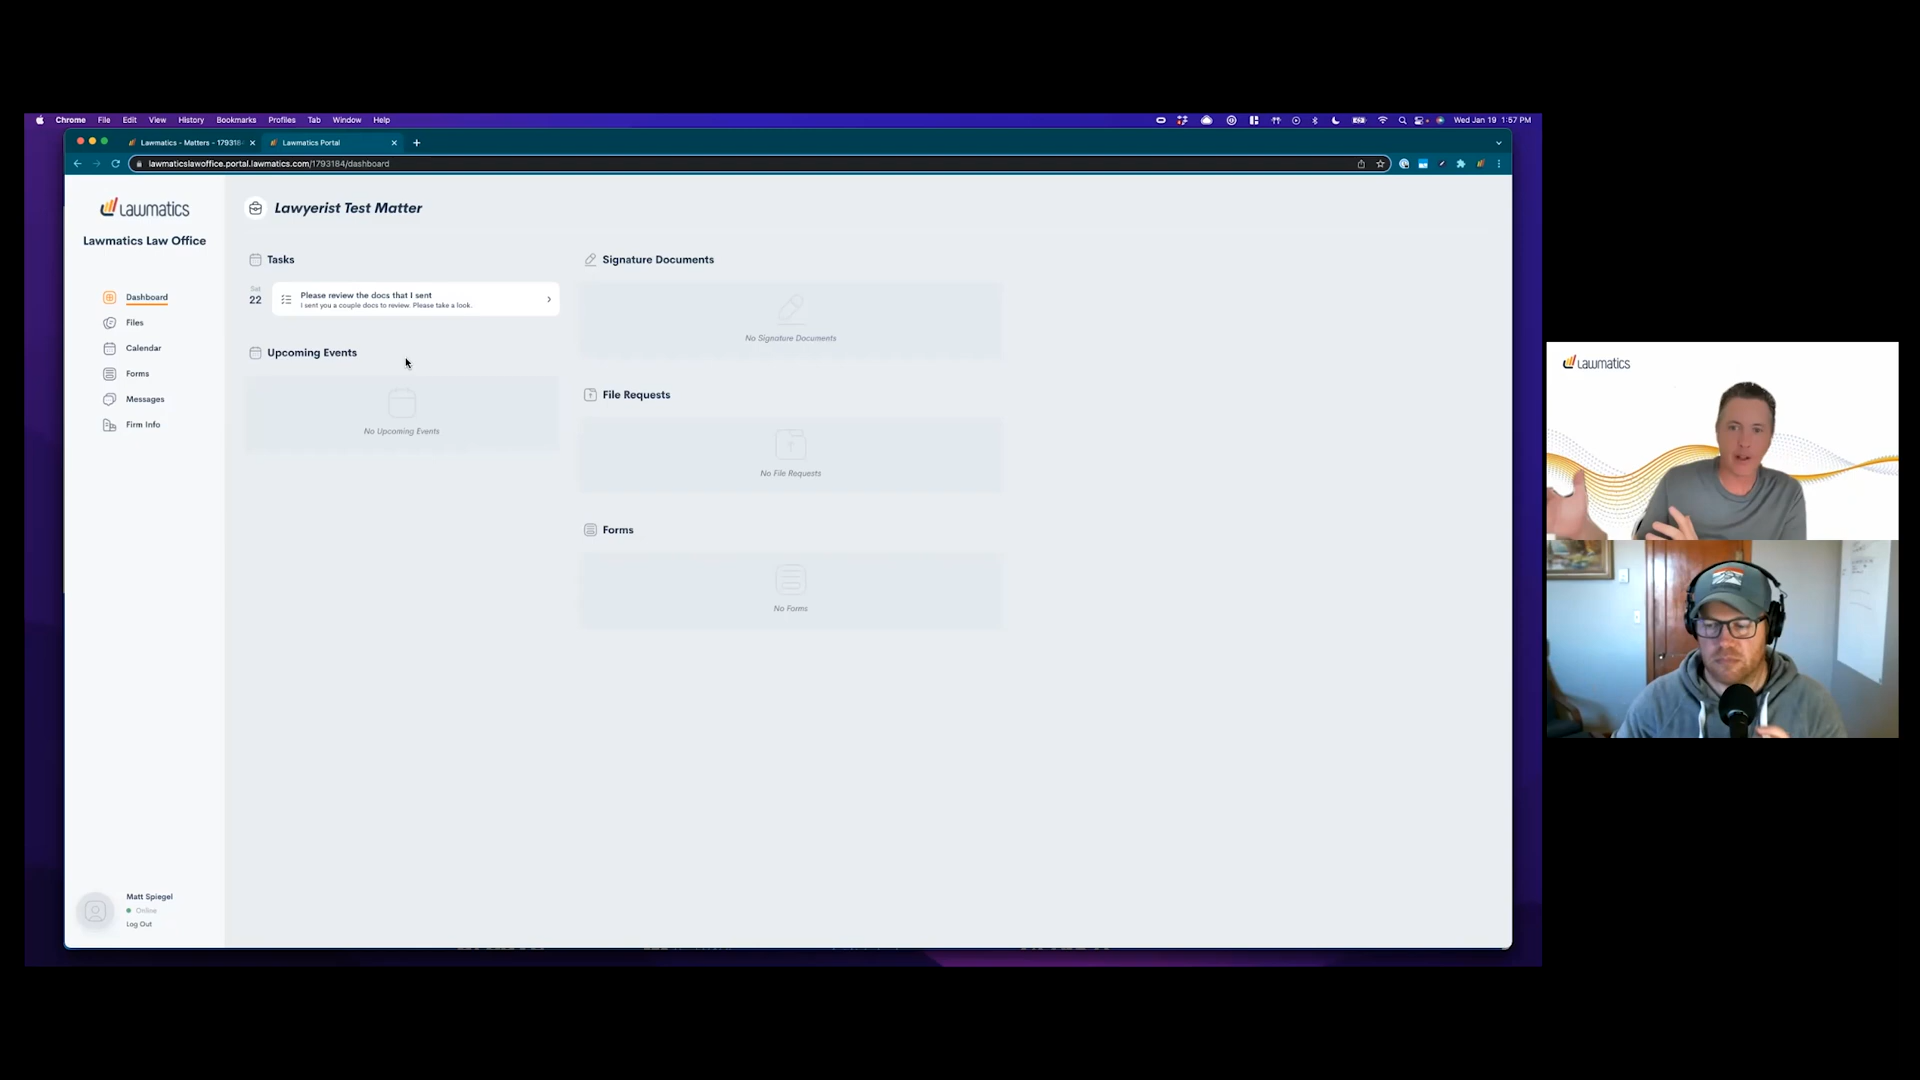 Chrome File Edit View History Bookmarks Profiles Tab Window Help
Wed Jan 19 1:57 PM
Lawmatics - Matters - 1793184
Lawmatics Portal
lawmaticslawoffice.portal.lawmatics.com/1793184/dashboard
LAWMATICS
Lawmatics Law Office
Dashboard
Files
Calendar
Forms
Messages
Firm Info
Matt Spiegel
Online
Log Out
Lawyerist Test Matter
Tasks
Sat
22
Please review the docs that I sent
I sent you a couple docs to review. Please take a look.
Upcoming Events
No Upcoming Events
Signature Documents
No Signature Documents
File Requests
No File Requests
Forms
No Forms
LAWMATICS